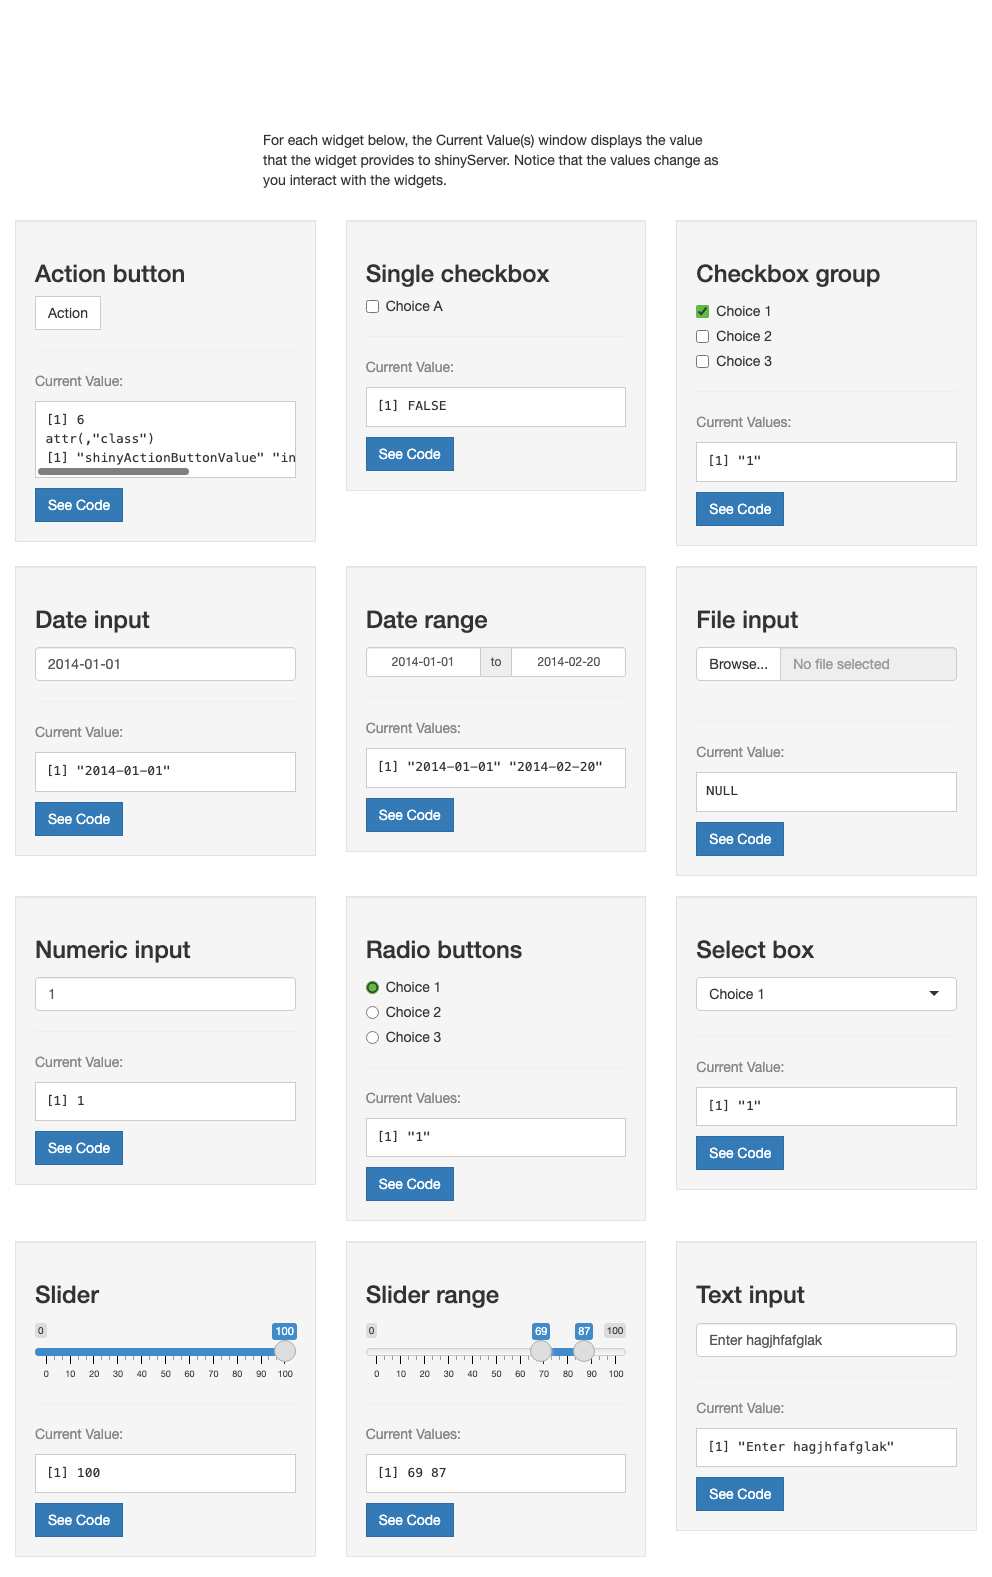 For each widget below, the Current Value(s) window displays the value
that the widget provides to shinyServer. Notice that the values change as
you interact with the widgets.
Action button
Action
Current Value:
[1] 6
attr(,"class")
[1] "shinyActionButtonValue" "in
See Code
Single checkbox
Choice A
Current Value:
[1] FALSE
See Code
Checkbox group
Choice 1
Choice 2
Choice 3
Current Values:
[1] "1"
See Code
Date input
2014-01-01
Current Value:
[1] "2014-01-01"
See Code
Date range
2014-01-01 to 2014-02-20
Current Values:
[1] "2014-01-01" "2014-02-20"
See Code
File input
Browse... No file selected
Current Value:
NULL
See Code
Numeric input
1
Current Value:
[1] 1
See Code
Radio buttons
Choice 1
Choice 2
Choice 3
Current Values:
[1] "1"
See Code
Select box
Choice 1
Current Value:
[1] "1"
See Code
Slider
0 100
0 10 20 30 40 50 60 70 80 90 100
Current Value:
[1] 100
See Code
Slider range
0 69 87 100
0 10 20 30 40 50 60 70 80 90 100
Current Values:
[1] 69 87
See Code
Text input
Enter hagjhfafglak
Current Value:
[1] "Enter hagjhfafglak"
See Code